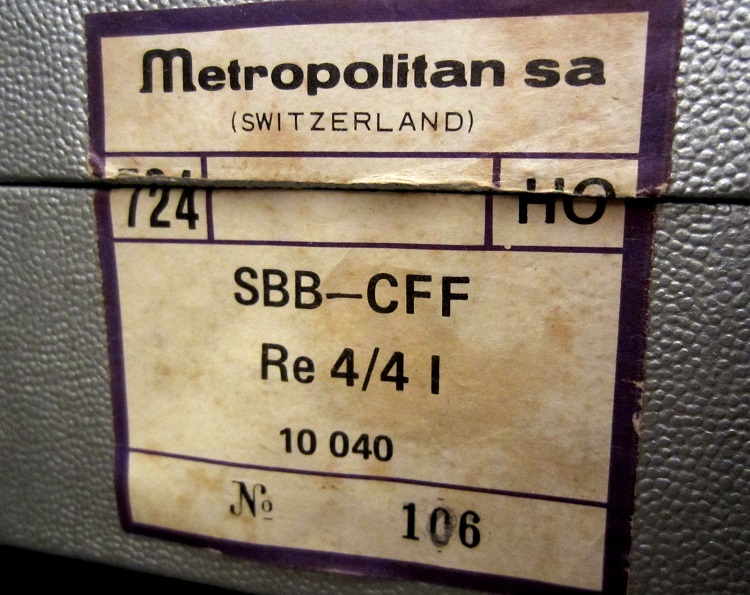 Metropolitan sa
(SWITZERLAND)
724 HO
SBB–CFF
Re 4/4 I
10 040
No 106